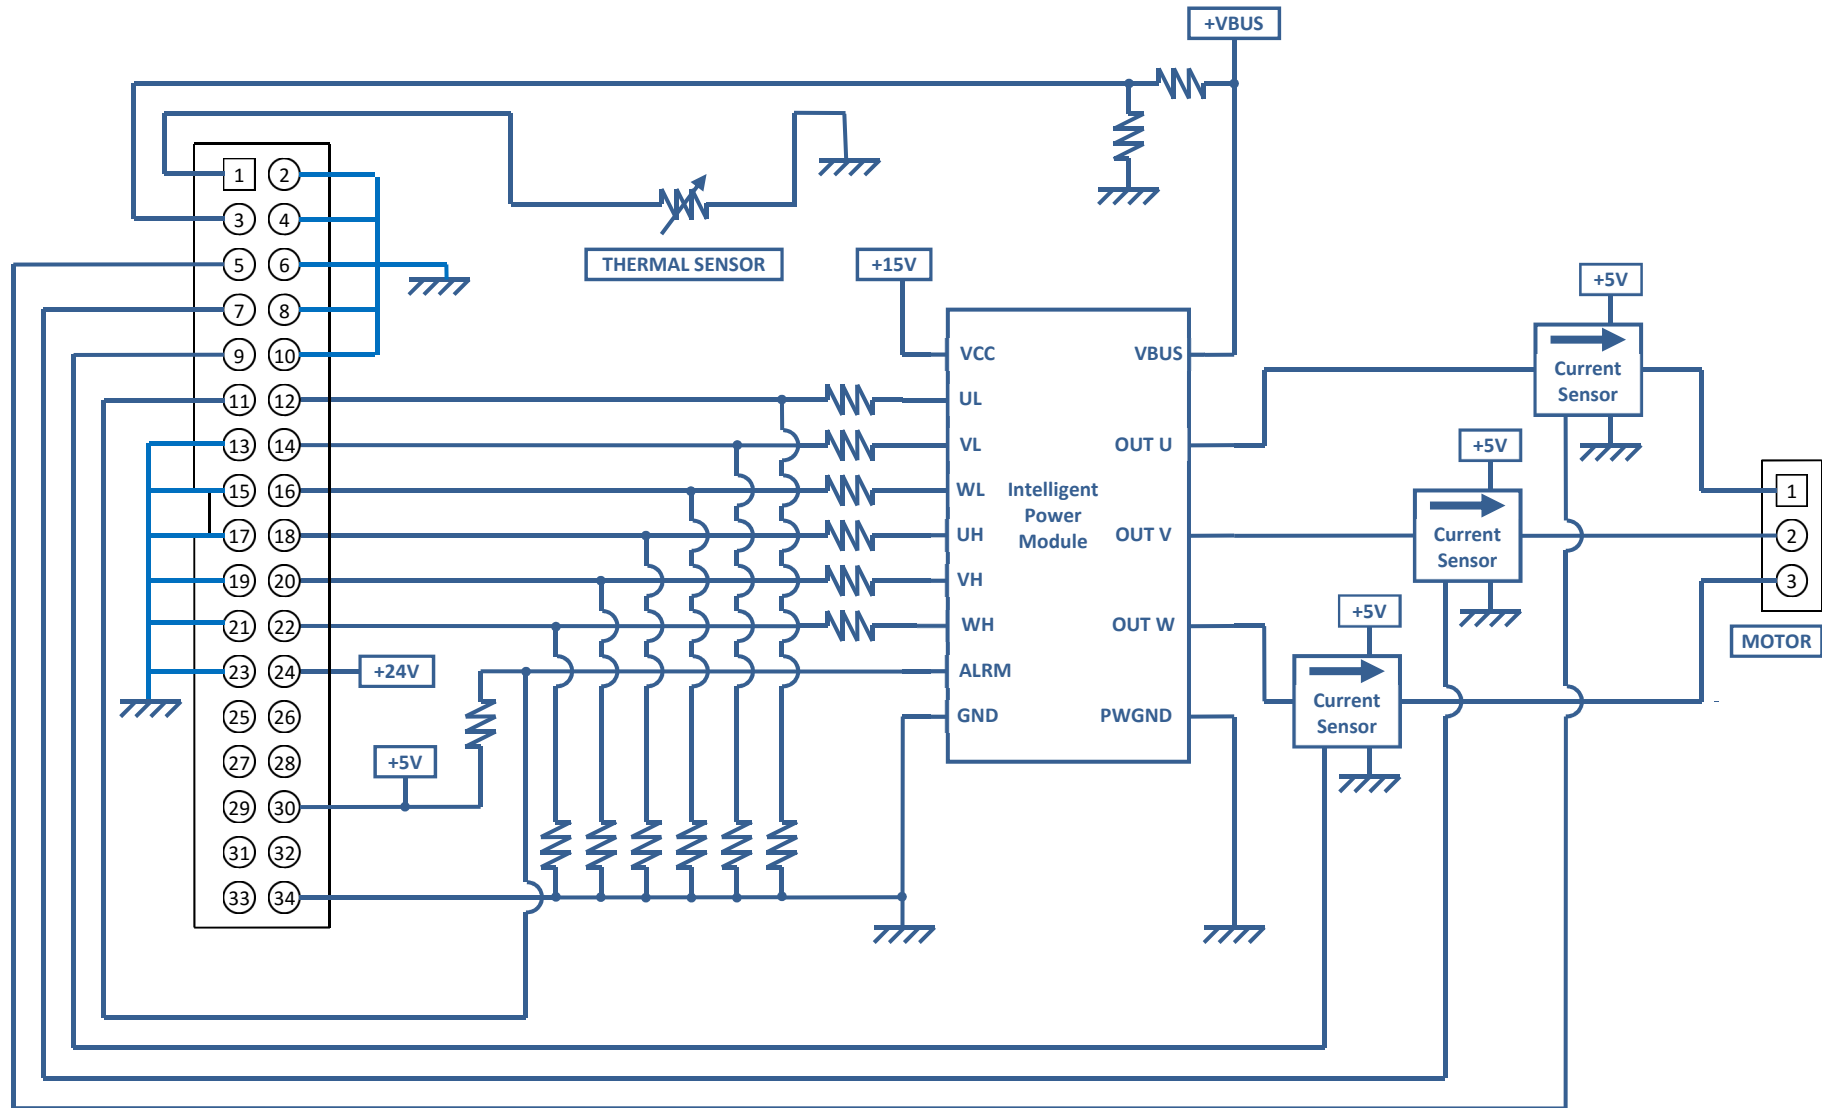 +VBUS
1 2
3 4
THERMAL SENSOR
+15V
5 6
+5V
7 8
9 10
VCC
VBUS
Current
Sensor
11 12
UL
13 14
VL
OUT U
+5V
15 16
WL
Intelligent
Power
Module
1
17 18
UH
OUT V
Current
Sensor
2
19 20
VH
3
+5V
21 22
WH
OUT W
MOTOR
23 24
+24V
ALRM
Current
Sensor
25 26
GND
PWGND
27 28
+5V
29 30
31 32
33 34